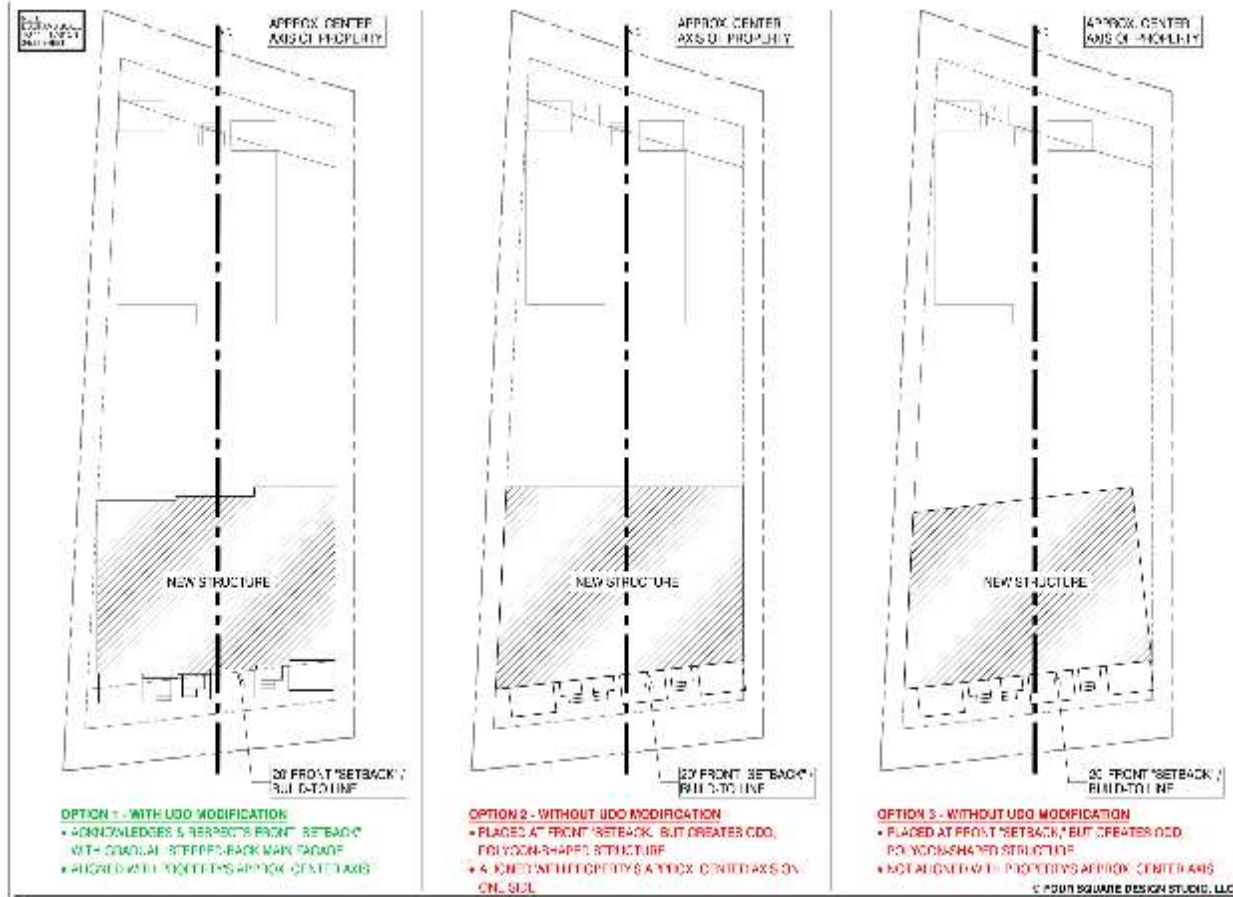 APPROX. CENTER
AXIS OF PROPERTY
NEW STRUCTURE
20' FRONT "SETBACK" /
BUILD-TO LINE
OPTION 1 - WITH UDO MODIFICATION
• ACKNOWLEDGES & RESPECTS FRONT "SETBACK"
WITH GRADUAL STEPPED-BACK MAIN FACADE
• ALIGNED WITH PROPERTY'S APPROX. CENTER AXIS
APPROX. CENTER
AXIS OF PROPERTY
NEW STRUCTURE
20' FRONT "SETBACK" /
BUILD-TO LINE
OPTION 2 - WITHOUT UDO MODIFICATION
• PLACED AT FRONT "SETBACK," BUT CREATES ODD,
POLYGON-SHAPED STRUCTURE
• ALIGNED WITH PROPERTY'S APPROX. CENTER AXIS ON
ONE SIDE
APPROX. CENTER
AXIS OF PROPERTY
NEW STRUCTURE
20' FRONT "SETBACK" /
BUILD-TO LINE
OPTION 3 - WITHOUT UDO MODIFICATION
• PLACED AT FRONT "SETBACK," BUT CREATES ODD
POLYGON-SHAPED STRUCTURE
• NOT ALIGNED WITH PROPERTY'S APPROX. CENTER AXIS
© FOUR SQUARE DESIGN STUDIO, LLC